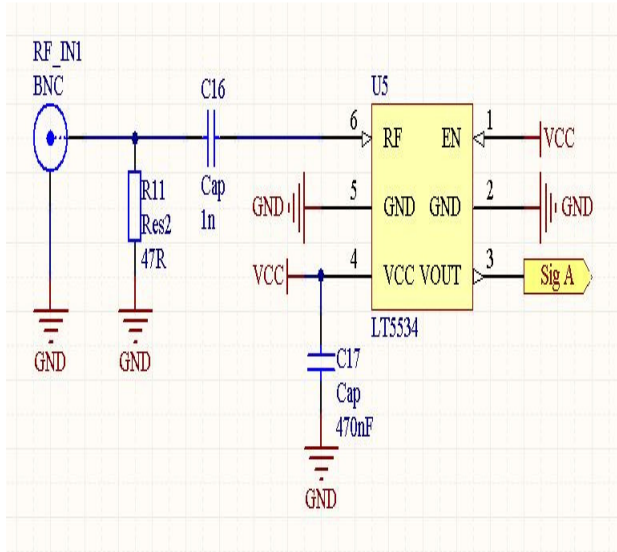 RF_IN1
BNC
C16
Cap
1n
R11
Res2
47R
GND
GND
U5
6
RF
EN
1
VCC
GND
5
GND
GND
2
GND
VCC
4
VCC
VOUT
3
Sig A
LT5534
C17
Cap
470nF
GND